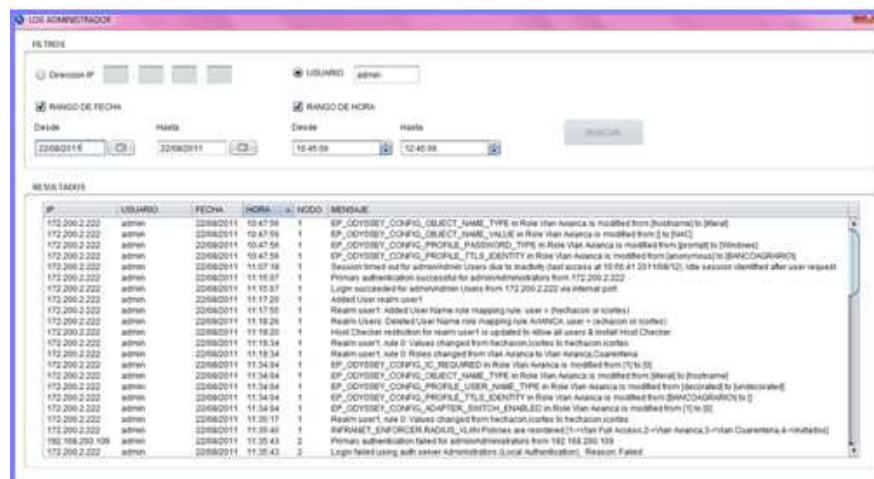 LOG ADMINISTRADOR
FILTROS
Direccion IP
USUARIO admin
RANGO DE FECHA RANGO DE HORA
Desde Hasta Desde Hasta
22/08/2011 22/08/2011 10:45:06 12:45:06
BUSCAR
RESULTADOS
IP USUARIO FECHA HORA NODO MENSAJE
172.200.2.222 admin 22/08/2011 10:47:56 1 EP_ODYSSEY_CONFIG_OBJECT_NAME_TYPE in Role Vlan Avianca is modified from [hostname] to [literal]
172.200.2.222 admin 22/08/2011 10:47:56 1 EP_ODYSSEY_CONFIG_OBJECT_NAME_VALUE in Role Vlan Avianca is modified from [] to [NAC]
172.200.2.222 admin 22/08/2011 10:47:56 1 EP_ODYSSEY_CONFIG_PROFILE_PASSWORD_TYPE in Role Vlan Avianca is modified from [prompt] to [Windows]
172.200.2.222 admin 22/08/2011 10:47:56 1 EP_ODYSSEY_CONFIG_PROFILE_TTLS_IDENTITY in Role Vlan Avianca is modified from [anonymous] to [BANCOAGRARIO\]
172.200.2.222 admin 22/08/2011 11:07:18 1 Session timed out for admin/Admin Users due to inactivity (last access at 10:56:41 2011/08/12). Idle session identified after user request.
172.200.2.222 admin 22/08/2011 11:15:07 1 Primary authentication successful for admin/Administrators from 172.200.2.222
172.200.2.222 admin 22/08/2011 11:15:07 1 Login succeeded for admin/Admin Users from 172.200.2.222 via internal port.
172.200.2.222 admin 22/08/2011 11:17:20 1 Added User realm user1
172.200.2.222 admin 22/08/2011 11:17:55 1 Realm user1: Added User Name role mapping rule. user = (hechacon or icortes)
172.200.2.222 admin 22/08/2011 11:18:26 1 Realm Users: Deleted User Name role mapping rule AVIANCA. user = (echacon or icortes)
172.200.2.222 admin 22/08/2011 11:19:20 1 Host Checker restriction for realm user1 is updated to Allow all users & Install Host Checker
172.200.2.222 admin 22/08/2011 11:19:34 1 Realm user1, rule 0: Values changed from hechacon,icortes to hechacon,icortes
172.200.2.222 admin 22/08/2011 11:19:34 1 Realm user1, rule 0: Roles changed from Vlan Avianca to Vlan Avianca,Cuarentena
172.200.2.222 admin 22/08/2011 11:34:04 1 EP_ODYSSEY_CONFIG_IC_REQUIRED in Role Vlan Avianca is modified from [1] to [0]
172.200.2.222 admin 22/08/2011 11:34:04 1 EP_ODYSSEY_CONFIG_OBJECT_NAME_TYPE in Role Vlan Avianca is modified from [literal] to [hostname]
172.200.2.222 admin 22/08/2011 11:34:04 1 EP_ODYSSEY_CONFIG_PROFILE_USER_NAME_TYPE in Role Vlan Avianca is modified from [decorated] to [undecorated]
172.200.2.222 admin 22/08/2011 11:34:04 1 EP_ODYSSEY_CONFIG_PROFILE_TTLS_IDENTITY in Role Vlan Avianca is modified from [BANCOAGRARIO\] to []
172.200.2.222 admin 22/08/2011 11:34:04 1 EP_ODYSSEY_CONFIG_ADAPTER_SWITCH_ENABLED in Role Vlan Avianca is modified from [1] to [0]
172.200.2.222 admin 22/08/2011 11:35:17 1 Realm user1, rule 0: Values changed from hechacon,icortes to hechacon,icortes
172.200.2.222 admin 22/08/2011 11:35:40 1 INFRANET_ENFORCER.RADIUS_VLAN Policies are reordered [1->Vlan Full Access,2->Vlan Avianca,3->Vlan Cuarentena,4->Invitados]
192.168.200.109 admin 22/08/2011 11:35:43 2 Primary authentication failed for admin/Administrators from 192.168.200.109
172.200.2.222 admin 22/08/2011 11:35:43 2 Login failed using auth server Administrators (Local Authentication). Reason: Failed